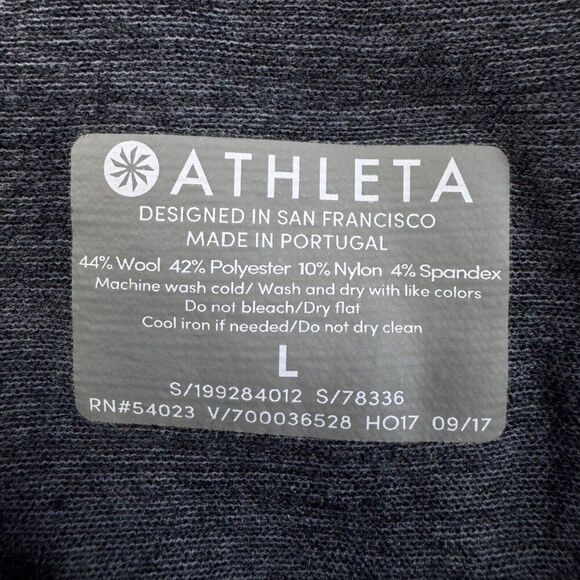 ATHLETA
DESIGNED IN SAN FRANCISCO
MADE IN PORTUGAL
44% Wool 42% Polyester 10% Nylon 4% Spandex
Machine wash cold/ Wash and dry with like colors
Do not bleach/Dry flat
Cool iron if needed/Do not dry clean
L
S/199284012 S/78336
RN#54023 V/700036528 HO17 09/17